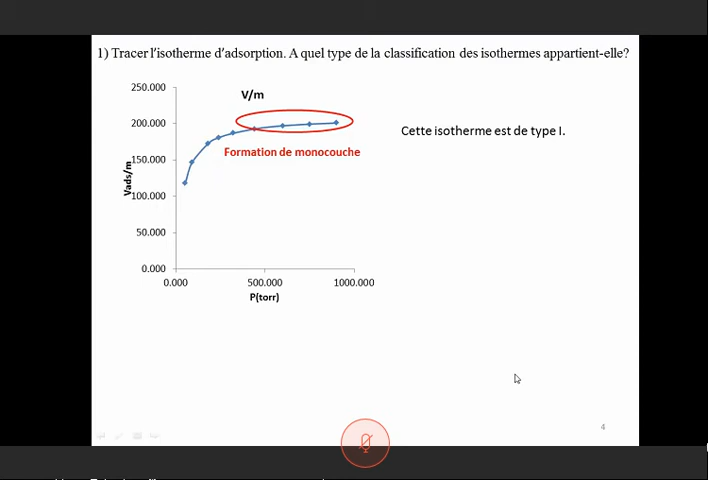 1) Tracer l'isotherme d'adsorption. A quel type de la classification des isothermes appartient-elle?
250.000
V/m
200.000
Cette isotherme est de type I.
Formation de monocouche
150.000
Vads/m
100.000
50.000
0.000
0.000 500.000 1000.000
P(torr)
4